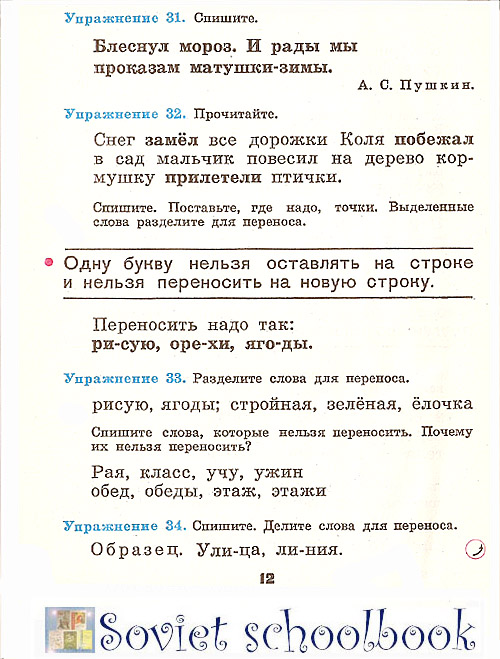 Упражнение 31. Спишите.
Блеснул мороз. И рады мы
проказам матушки-зимы.
А. С. Пушкин.
Упражнение 32. Прочитайте.
Снег замёл все дорожки Коля побежал
в сад мальчик повесил на дерево кор-
мушку прилетели птички.
Спишите. Поставьте, где надо, точки. Выделенные
слова разделите для переноса.
Одну букву нельзя оставлять на строке
и нельзя переносить на новую строку.
Переносить надо так:
ри-сую, оре-хи, яго-ды.
Упражнение 33. Разделите слова для переноса.
рисую, ягоды; стройная, зелёная, ёлочка
Спишите слова, которые нельзя переносить. Почему
их нельзя переносить?
Рая, класс, учу, ужин
обед, обеды, этаж, этажи
Упражнение 34. Спишите. Делите слова для переноса.
Образец. Ули-ца, ли-ния.
12
Soviet schoolbook